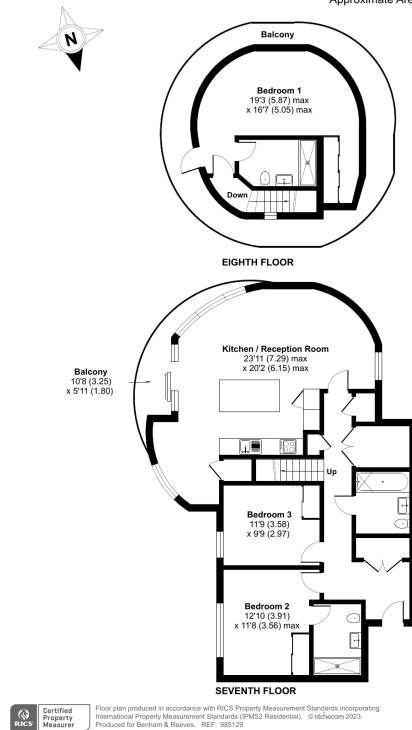 Approximate Are
N
Balcony
Bedroom 1
19'3 (5.87) max
x 16'7 (5.05) max
Down
EIGHTH FLOOR
Kitchen / Reception Room
23'11 (7.29) max
x 20'2 (6.15) max
Balcony
10'8 (3.25)
x 5'11 (1.80)
Up
Bedroom 3
11'9 (3.58)
x 9'9 (2.97)
Bedroom 2
12'10 (3.91)
x 11'8 (3.56) max
SEVENTH FLOOR
RICS
Certified
Property
Measurer
Floor plan produced in accordance with RICS Property Measurement Standards incorporating
International Property Measurement Standards (IPMS2 Residential). © ntchecom 2023.
Produced for Benham & Reeves. REF: 985129